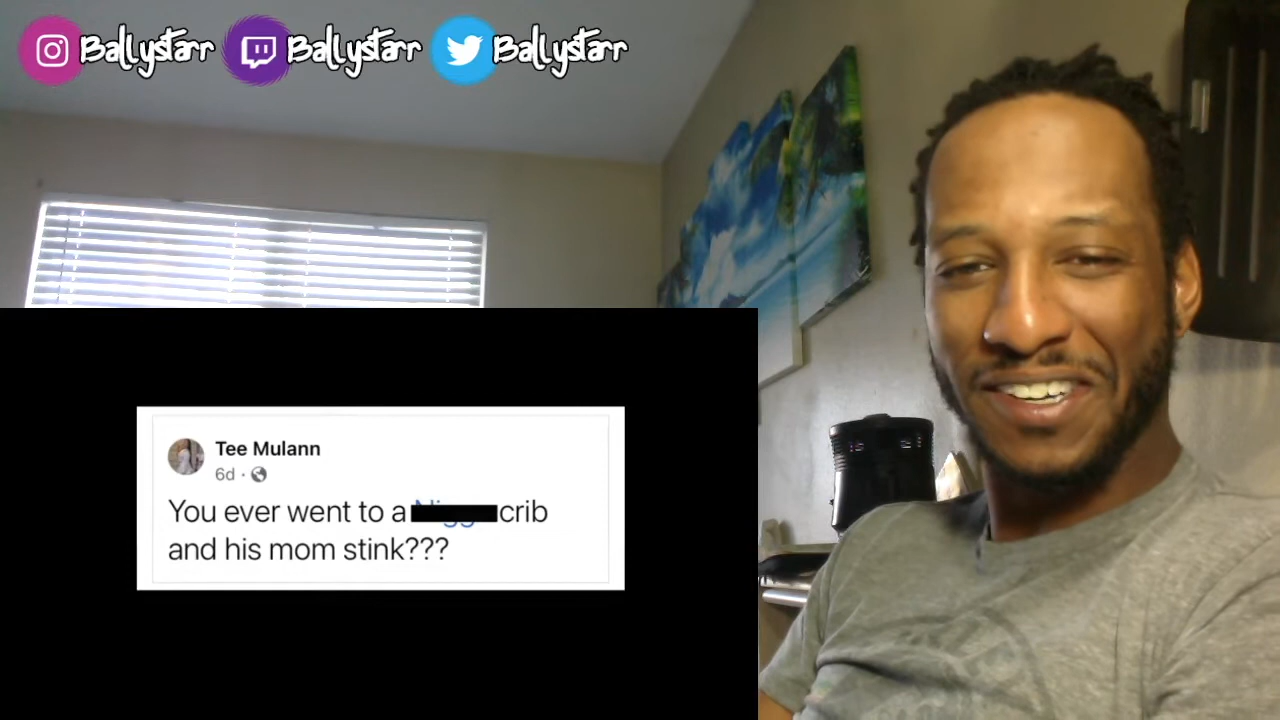 Ballystarr Ballystarr Ballystarr
Tee Mulann
6d ·
You ever went to a crib
and his mom stink???